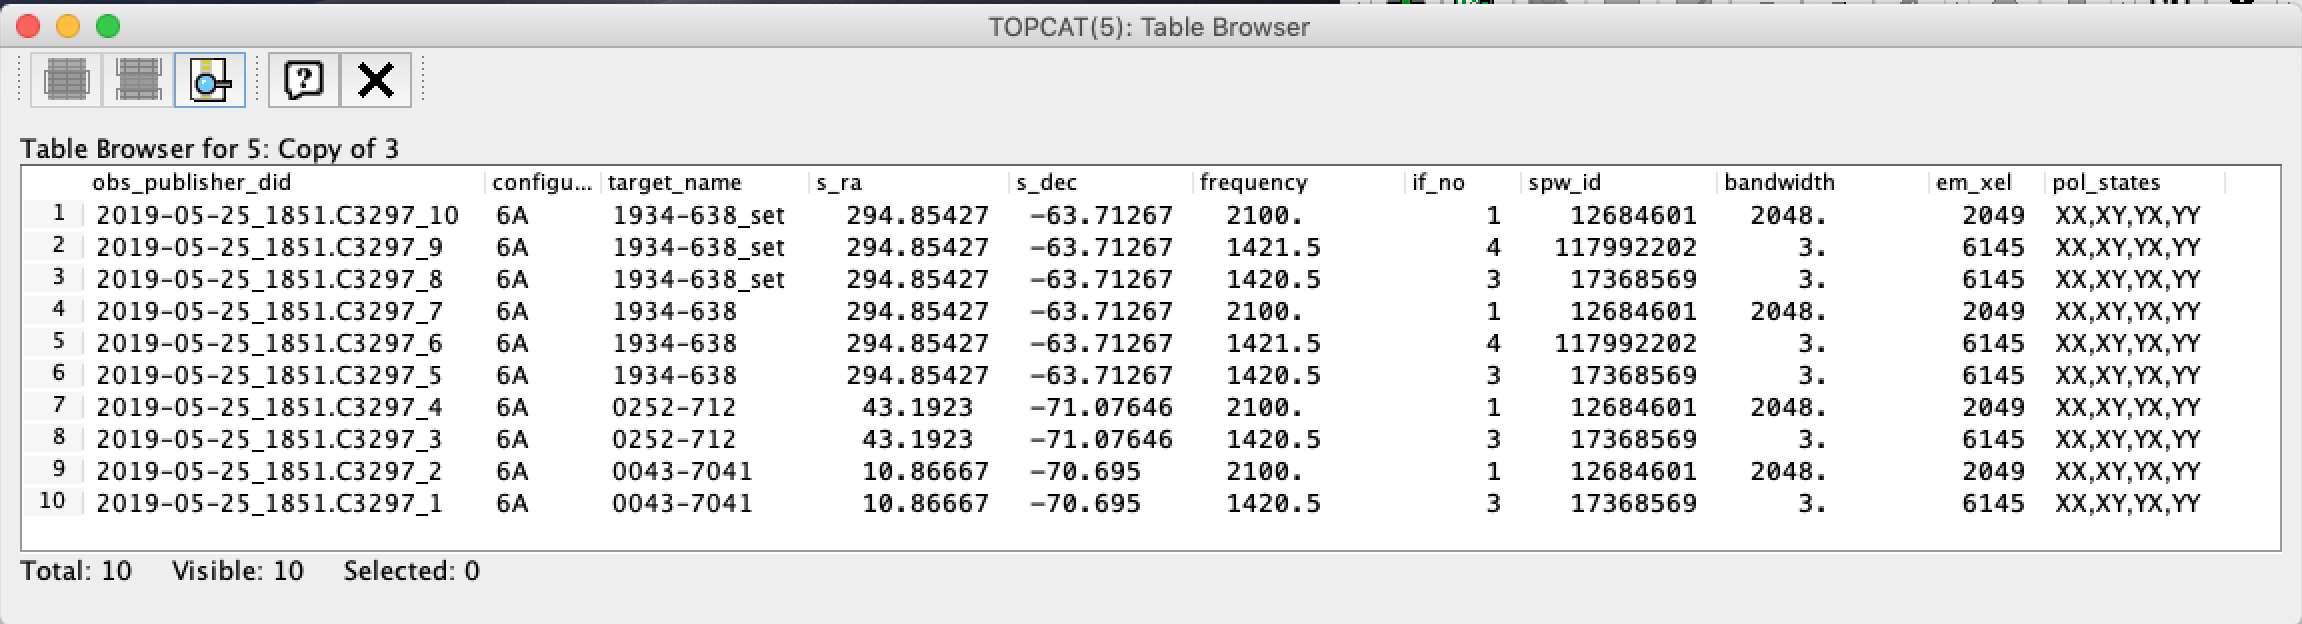 TOPCAT(5): Table Browser
Table Browser for 5: Copy of 3
obs_publisher_did configu... target_name s_ra s_dec frequency if_no spw_id bandwidth em_xel pol_states
1 2019-05-25_1851.C3297_10 6A 1934-638_set 294.85427 -63.71267 2100. 1 12684601 2048. 2049 XX,XY,YX,YY
2 2019-05-25_1851.C3297_9 6A 1934-638_set 294.85427 -63.71267 1421.5 4 117992202 3. 6145 XX,XY,YX,YY
3 2019-05-25_1851.C3297_8 6A 1934-638_set 294.85427 -63.71267 1420.5 3 17368569 3. 6145 XX,XY,YX,YY
4 2019-05-25_1851.C3297_7 6A 1934-638 294.85427 -63.71267 2100. 1 12684601 2048. 2049 XX,XY,YX,YY
5 2019-05-25_1851.C3297_6 6A 1934-638 294.85427 -63.71267 1421.5 4 117992202 3. 6145 XX,XY,YX,YY
6 2019-05-25_1851.C3297_5 6A 1934-638 294.85427 -63.71267 1420.5 3 17368569 3. 6145 XX,XY,YX,YY
7 2019-05-25_1851.C3297_4 6A 0252-712 43.1923 -71.07646 2100. 1 12684601 2048. 2049 XX,XY,YX,YY
8 2019-05-25_1851.C3297_3 6A 0252-712 43.1923 -71.07646 1420.5 3 17368569 3. 6145 XX,XY,YX,YY
9 2019-05-25_1851.C3297_2 6A 0043-7041 10.86667 -70.695 2100. 1 12684601 2048. 2049 XX,XY,YX,YY
10 2019-05-25_1851.C3297_1 6A 0043-7041 10.86667 -70.695 1420.5 3 17368569 3. 6145 XX,XY,YX,YY
Total: 10 Visible: 10 Selected: 0